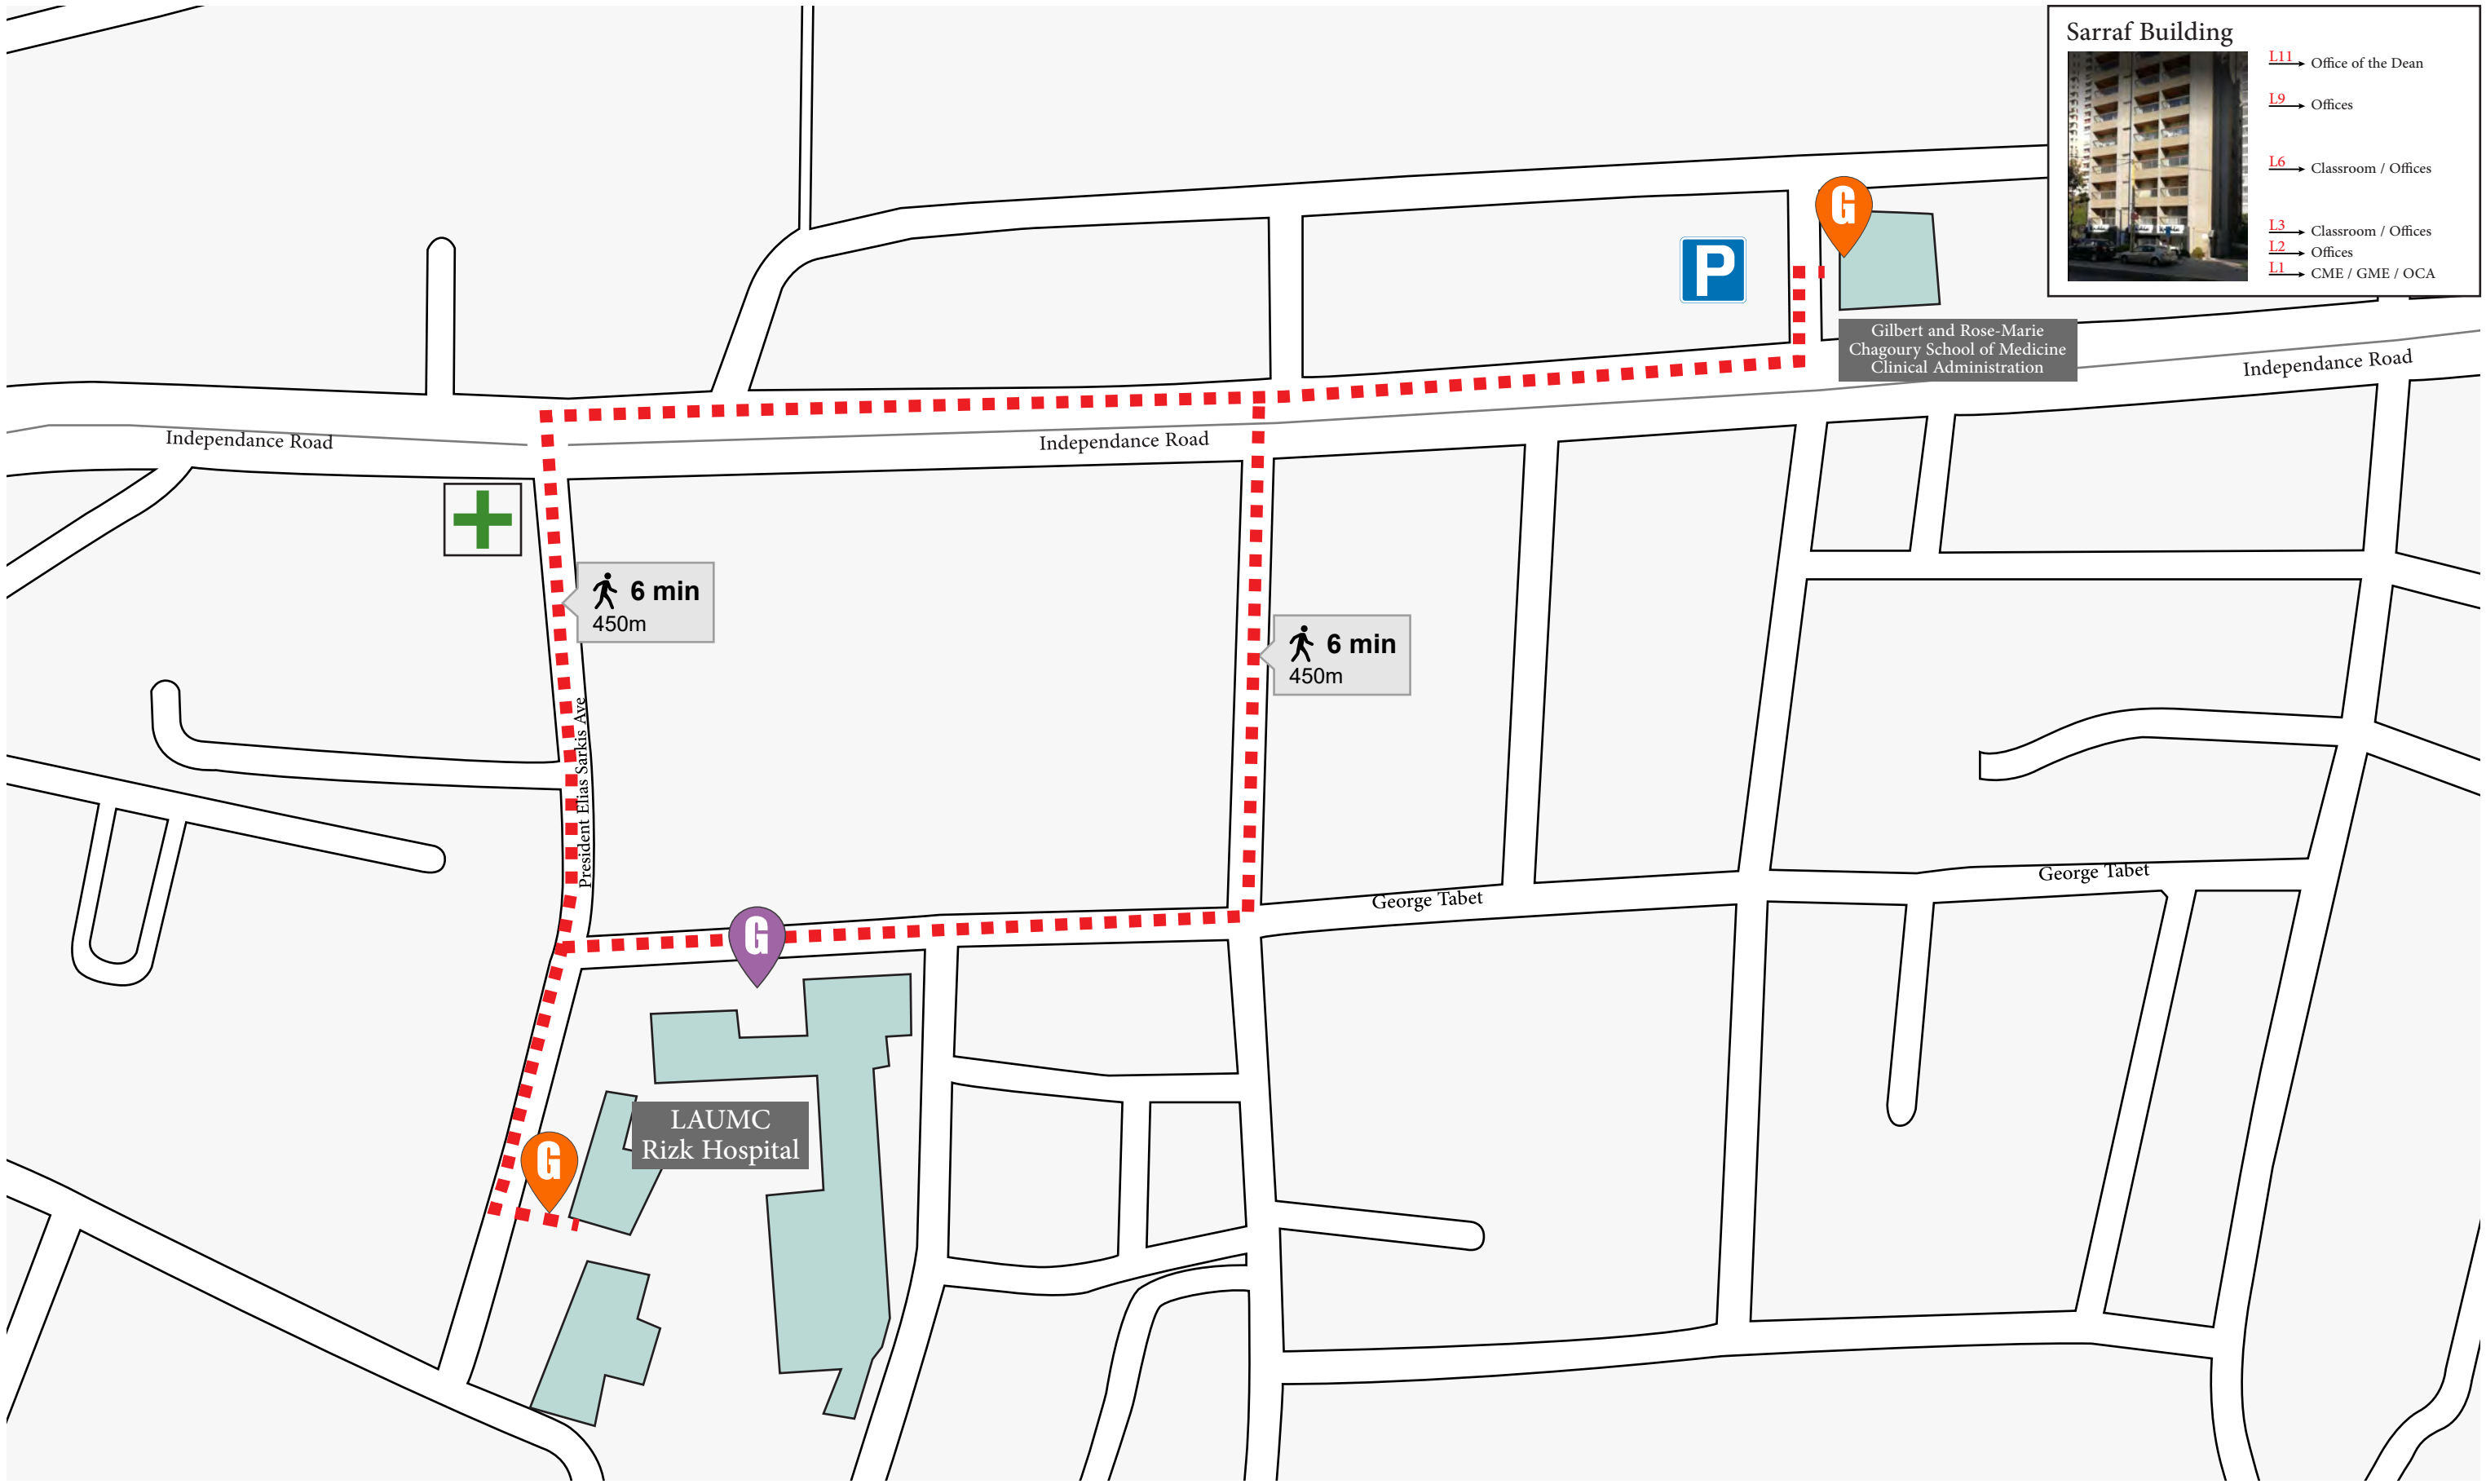 Sarraf Building
L11 Office of the Dean
L9 Offices
L6 Classroom / Offices
L3 Classroom / Offices
L2 Offices
L1 CME / GME / OCA
G
P
Gilbert and Rose-Marie
Chagoury School of Medicine
Clinical Administration
Independance Road
Independance Road
Independance Road
6 min
450m
6 min
450m
President Elias Sarkis Ave
George Tabet
George Tabet
G
LAUMC
Rizk Hospital
G